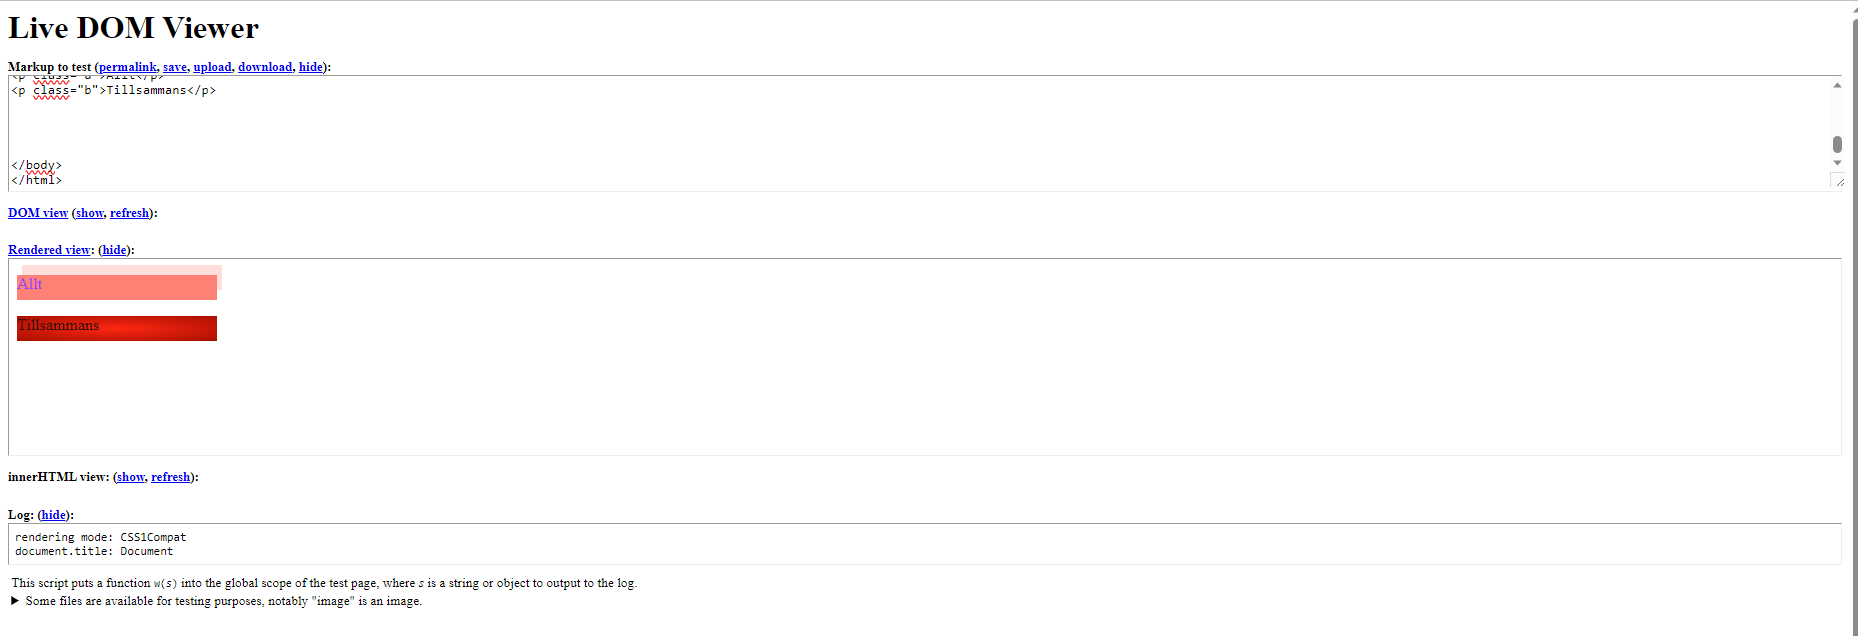 Live DOM Viewer
Markup to test (permalink, save, upload, download, hide):
<p class="a">Allt</p>
<p class="b">Tillsammans</p>
</body>
</html>
DOM view (show, refresh):
Rendered view: (hide):
Allt
Tillsammans
innerHTML view: (show, refresh):
Log: (hide):
rendering mode: CSS1Compat
document.title: Document
This script puts a function w(s) into the global scope of the test page, where s is a string or object to output to the log.
Some files are available for testing purposes, notably "image" is an image.